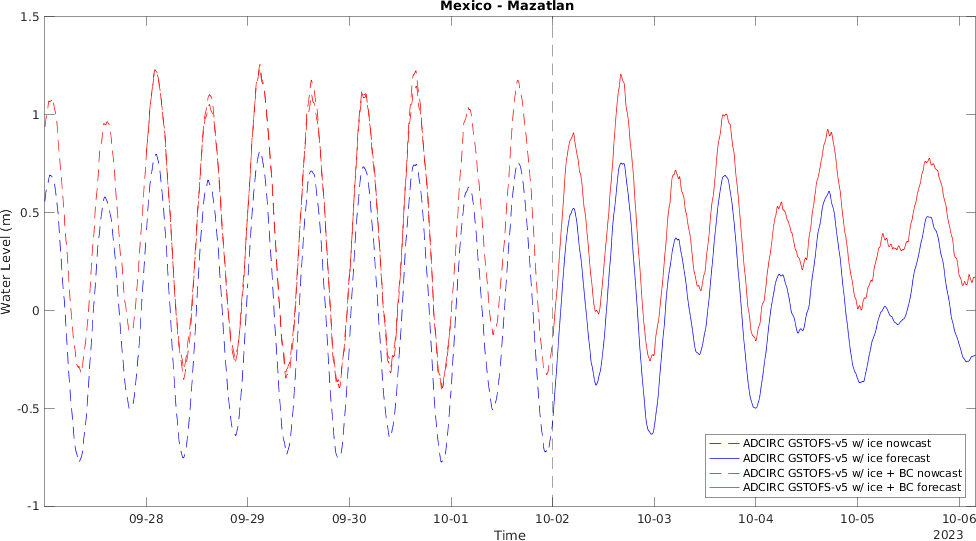 Mexico - Mazatlan
1.5
1
0.5
0
-0.5
-1
Water Level (m)
09-28
09-29
09-30
10-01
10-02
10-03
10-04
10-05
10-06
2023
Time
ADCIRC GSTOFS-v5 w/ ice nowcast
ADCIRC GSTOFS-v5 w/ ice forecast
ADCIRC GSTOFS-v5 w/ ice + BC nowcast
ADCIRC GSTOFS-v5 w/ ice + BC forecast